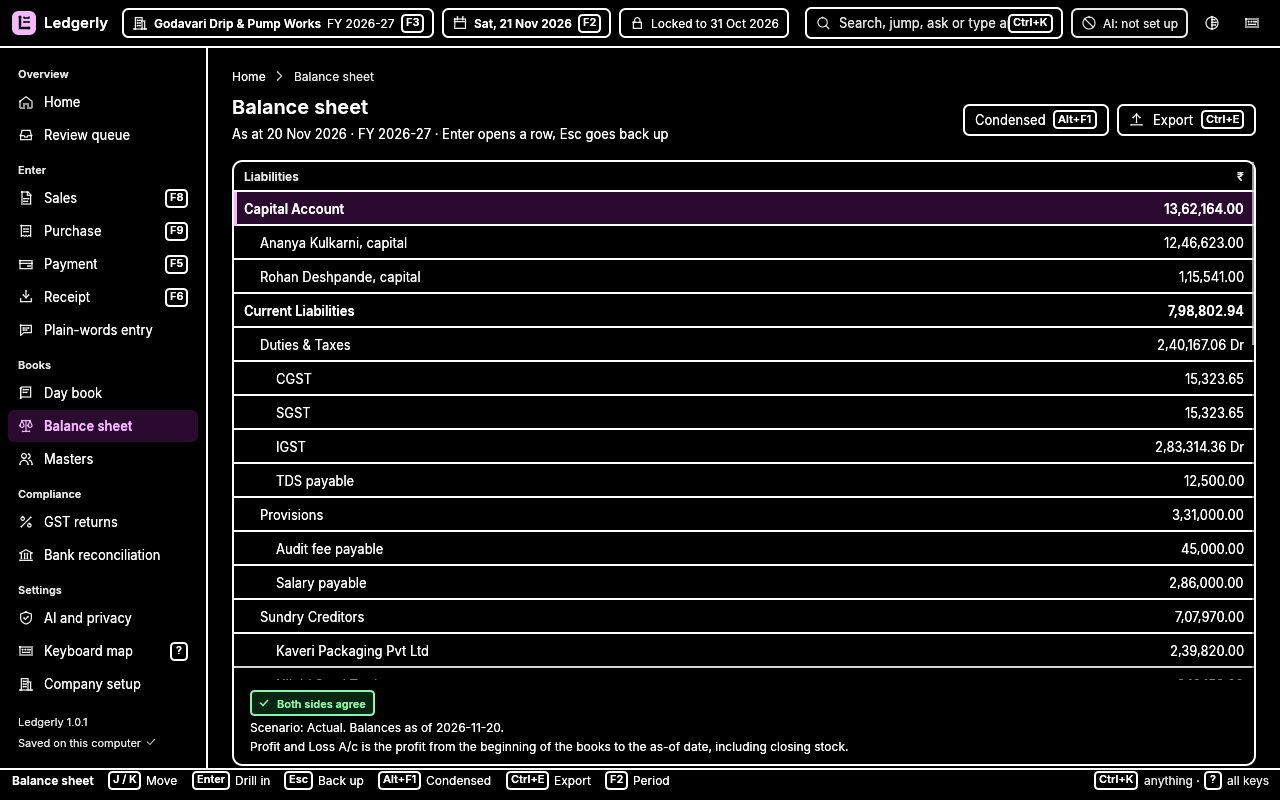 Ledgerly
Godavari Drip & Pump Works FY 2026-27 F3
Sat, 21 Nov 2026 F2
Locked to 31 Oct 2026
Search, jump, ask or type a Ctrl+K
AI: not set up
Overview
Home
Review queue
Enter
Sales F8
Purchase F9
Payment F5
Receipt F6
Plain-words entry
Books
Day book
Balance sheet
Masters
Compliance
GST returns
Bank reconciliation
Settings
AI and privacy
Keyboard map ?
Company setup
Ledgerly 1.0.1
Saved on this computer
Home > Balance sheet
Balance sheet
As at 20 Nov 2026 · FY 2026-27 · Enter opens a row, Esc goes back up
Condensed Alt+F1
Export Ctrl+E
Liabilities ₹
Capital Account 13,62,164.00
Ananya Kulkarni, capital 12,46,623.00
Rohan Deshpande, capital 1,15,541.00
Current Liabilities 7,98,802.94
Duties & Taxes 2,40,167.06 Dr
CGST 15,323.65
SGST 15,323.65
IGST 2,83,314.36 Dr
TDS payable 12,500.00
Provisions 3,31,000.00
Audit fee payable 45,000.00
Salary payable 2,86,000.00
Sundry Creditors 7,07,970.00
Kaveri Packaging Pvt Ltd 2,39,820.00
Both sides agree
Scenario: Actual. Balances as of 2026-11-20.
Profit and Loss A/c is the profit from the beginning of the books to the as-of date, including closing stock.
Balance sheet J / K Move Enter Drill in Esc Back up Alt+F1 Condensed Ctrl+E Export F2 Period Ctrl+K anything · ? all keys